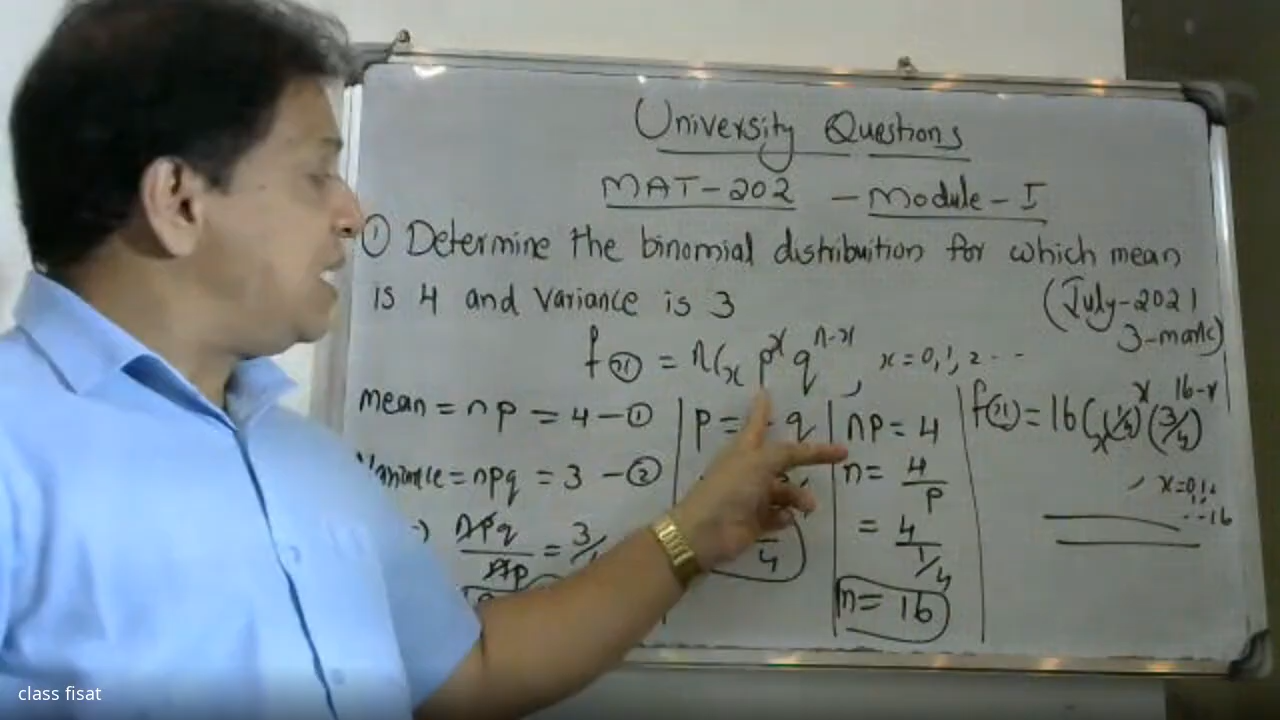 University Questions
MAT-202 - Module-I
① Determine the binomial distribuition for which mean
is 4 and variance is 3
(July-2021
3-mark)
f(x) = nCx p^x q^n-x , x=0,1,2---
mean = np = 4 - ①
Variance = npq = 3 - ②
npq/np = 3/
p = q
4
np = 4
n = 4/p
= 4/1/4
n = 16
f(x) = 16Cx (1/4)^x (3/4)^16-x
, x=0,1,
--16
class fisat